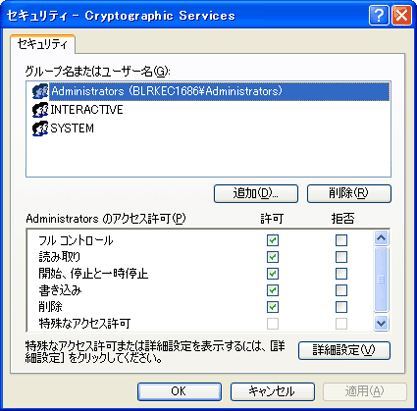 セキュリティ - Cryptographic Services
セキュリティ
グループ名またはユーザー名(G):
Administrators (BLRKEC1686¥Administrators)
INTERACTIVE
SYSTEM
追加(D)...
削除(R)
Administrators のアクセス許可(P)
許可
拒否
フル コントロール
読み取り
開始、停止と一時停止
書き込み
削除
特殊なアクセス許可
特殊なアクセス許可または詳細設定を表示するには、[詳
細設定] をクリックしてください。
詳細設定(V)
OK
キャンセル
適用(A)